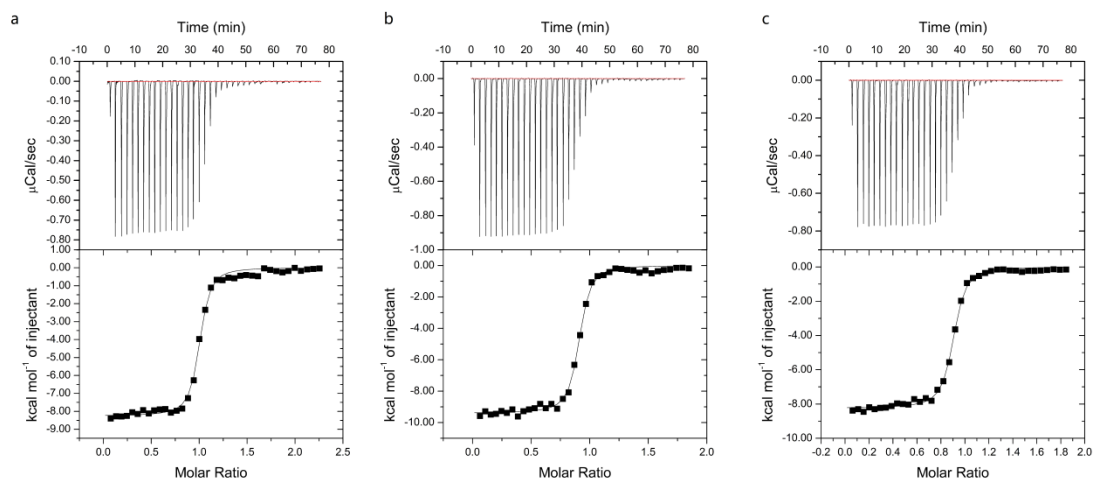 a
Time (min)
-10 0 10 20 30 40 50 60 70 80
0.10
0.00
-0.10
-0.20
-0.30
-0.40
-0.50
-0.60
-0.70
-0.80
µCal/sec
1.00
0.00
-1.00
-2.00
-3.00
-4.00
-5.00
-6.00
-7.00
-8.00
-9.00
kcal mol⁻¹ of injectant
0.0 0.5 1.0 1.5 2.0 2.5
Molar Ratio
b
Time (min)
-10 0 10 20 30 40 50 60 70 80
0.00
-0.20
-0.40
-0.60
-0.80
-1.00
µCal/sec
0.00
-2.00
-4.00
-6.00
-8.00
-10.00
kcal mol⁻¹ of injectant
0.0 0.5 1.0 1.5 2.0
Molar Ratio
c
Time (min)
-10 0 10 20 30 40 50 60 70 80
0.00
-0.20
-0.40
-0.60
-0.80
µCal/sec
0.00
-2.00
-4.00
-6.00
-8.00
-10.00
kcal mol⁻¹ of injectant
-0.2 0.0 0.2 0.4 0.6 0.8 1.0 1.2 1.4 1.6 1.8 2.0
Molar Ratio